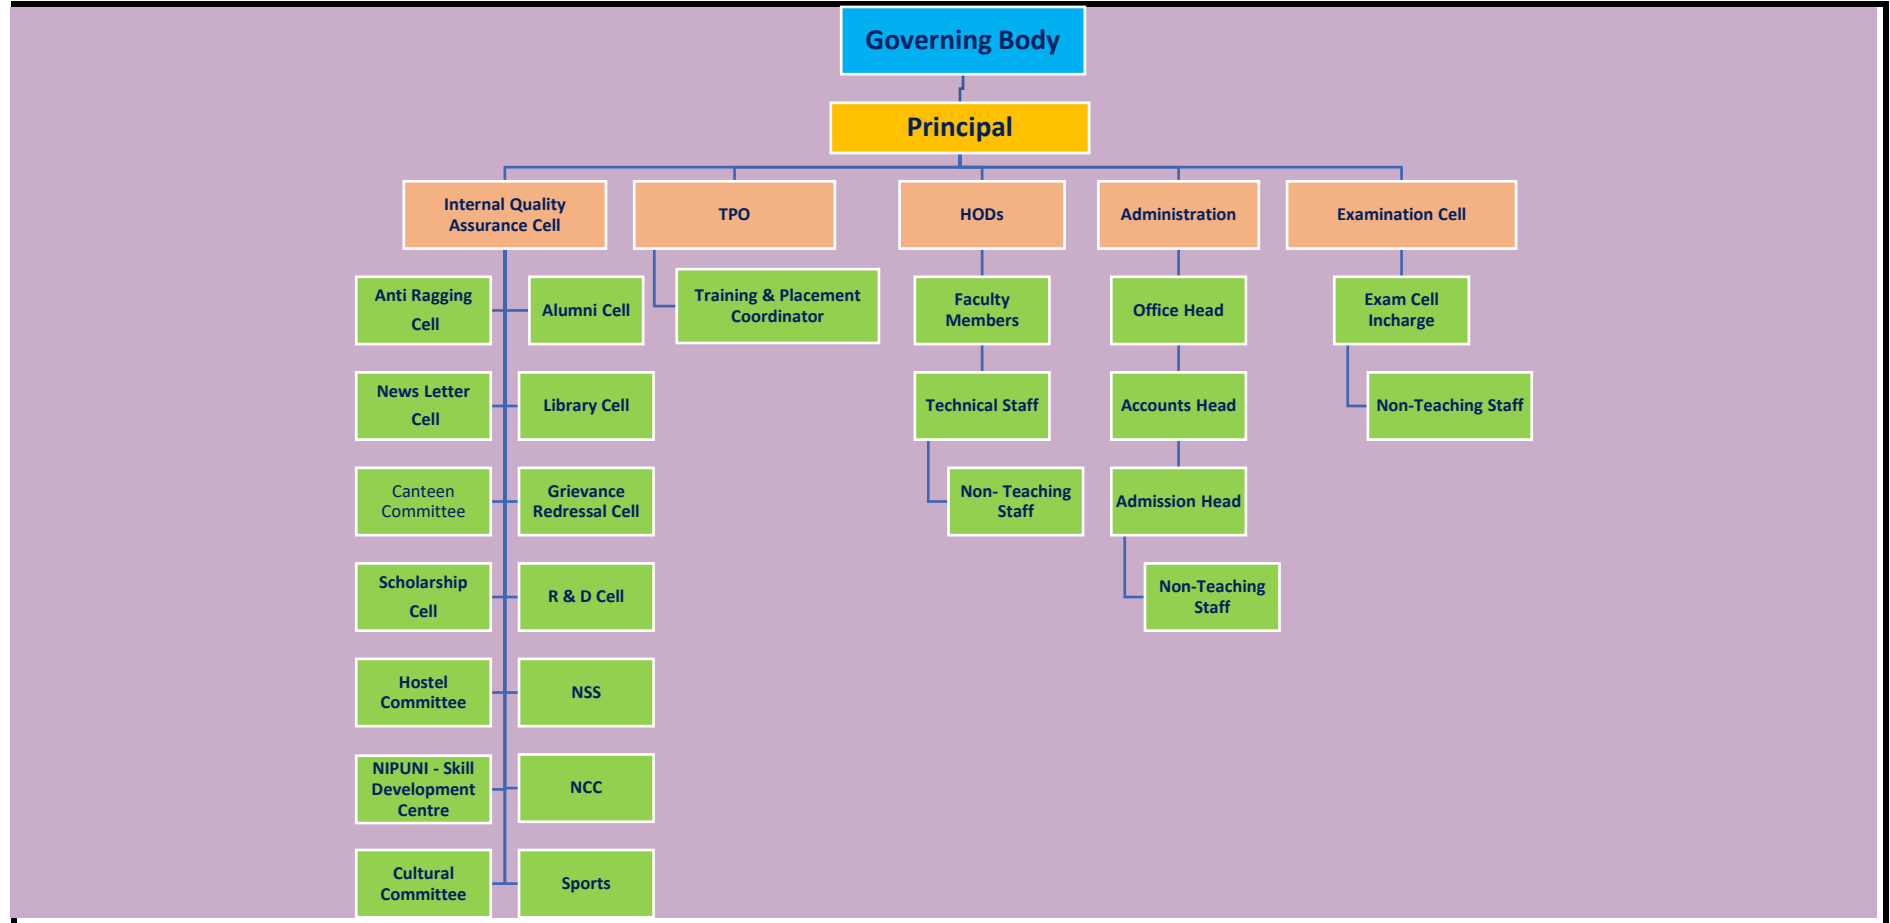 Governing Body
Principal
Internal Quality
Assurance Cell
TPO
HODs
Administration
Examination Cell
Anti Ragging
Cell
Alumni Cell
Training & Placement
Coordinator
Faculty
Members
Office Head
Exam Cell
Incharge
News Letter
Cell
Library Cell
Technical Staff
Accounts Head
Non-Teaching Staff
Canteen
Committee
Grievance
Redressal Cell
Non- Teaching
Staff
Admission Head
Scholarship
Cell
R & D Cell
Non-Teaching
Staff
Hostel
Committee
NSS
NIPUNI - Skill
Development
Centre
NCC
Cultural
Committee
Sports